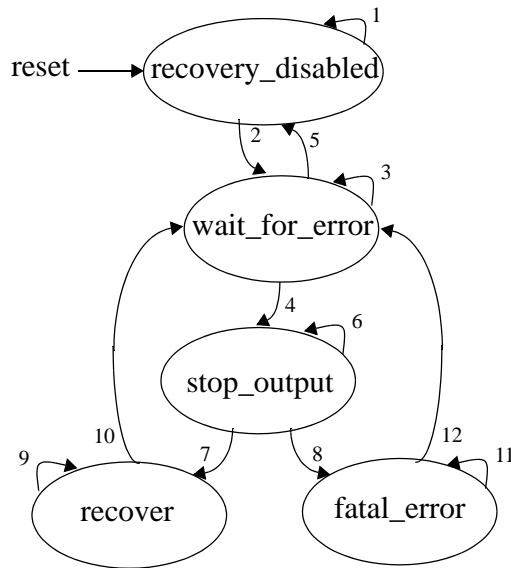 1
reset
recovery_disabled
2
5
3
wait_for_error
4
6
stop_output
10
7
8
12
9
11
recover
fatal_error